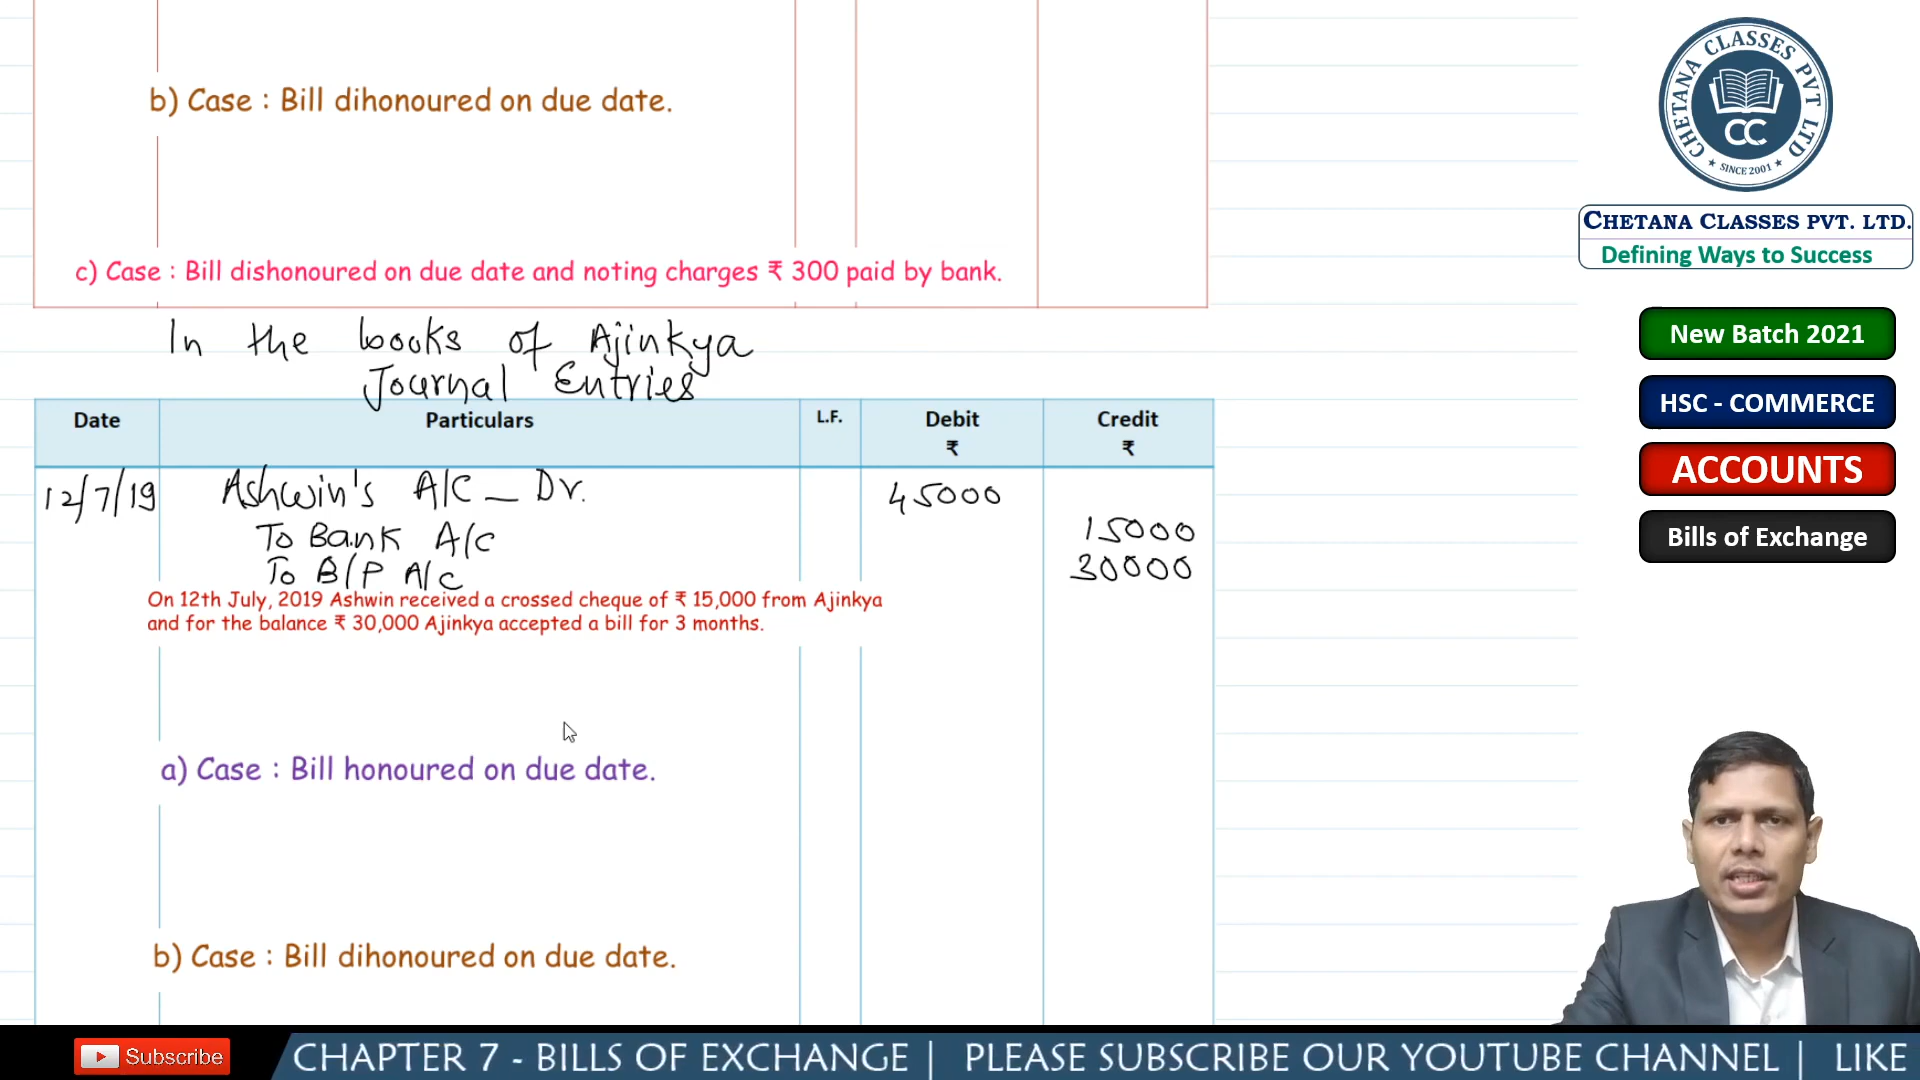 b) Case : Bill dihonoured on due date.
c) Case : Bill dishonoured on due date and noting charges ₹ 300 paid by bank.
In the books of Ajinkya
Journal Entries
Date Particulars L.F. Debit ₹ Credit ₹
12/7/19 Ashwin's A/C _ Dr. 45000
To Bank A/C 15000
To B/P A/C 30000
On 12th July, 2019 Ashwin received a crossed cheque of ₹ 15,000 from Ajinkya
and for the balance ₹ 30,000 Ajinkya accepted a bill for 3 months.
a) Case : Bill honoured on due date.
b) Case : Bill dihonoured on due date.
CHETANA CLASSES PVT LTD
CC
★ SINCE 2001 ★
CHETANA CLASSES PVT. LTD.
Defining Ways to Success
New Batch 2021
HSC - COMMERCE
ACCOUNTS
Bills of Exchange
Subscribe
CHAPTER 7 - BILLS OF EXCHANGE | PLEASE SUBSCRIBE OUR YOUTUBE CHANNEL | LIKE